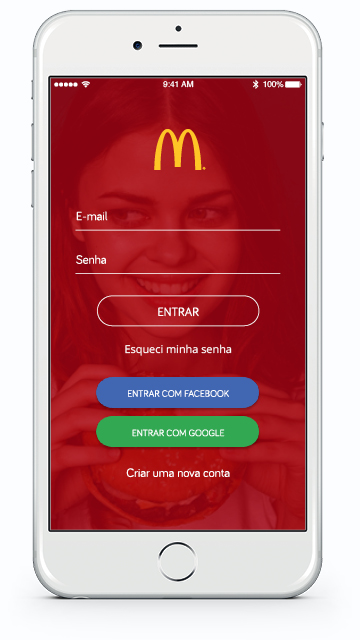 9:41 AM 100%
M
E-mail
Senha
ENTRAR
Esqueci minha senha
ENTRAR COM FACEBOOK
ENTRAR COM GOOGLE
Criar uma nova conta